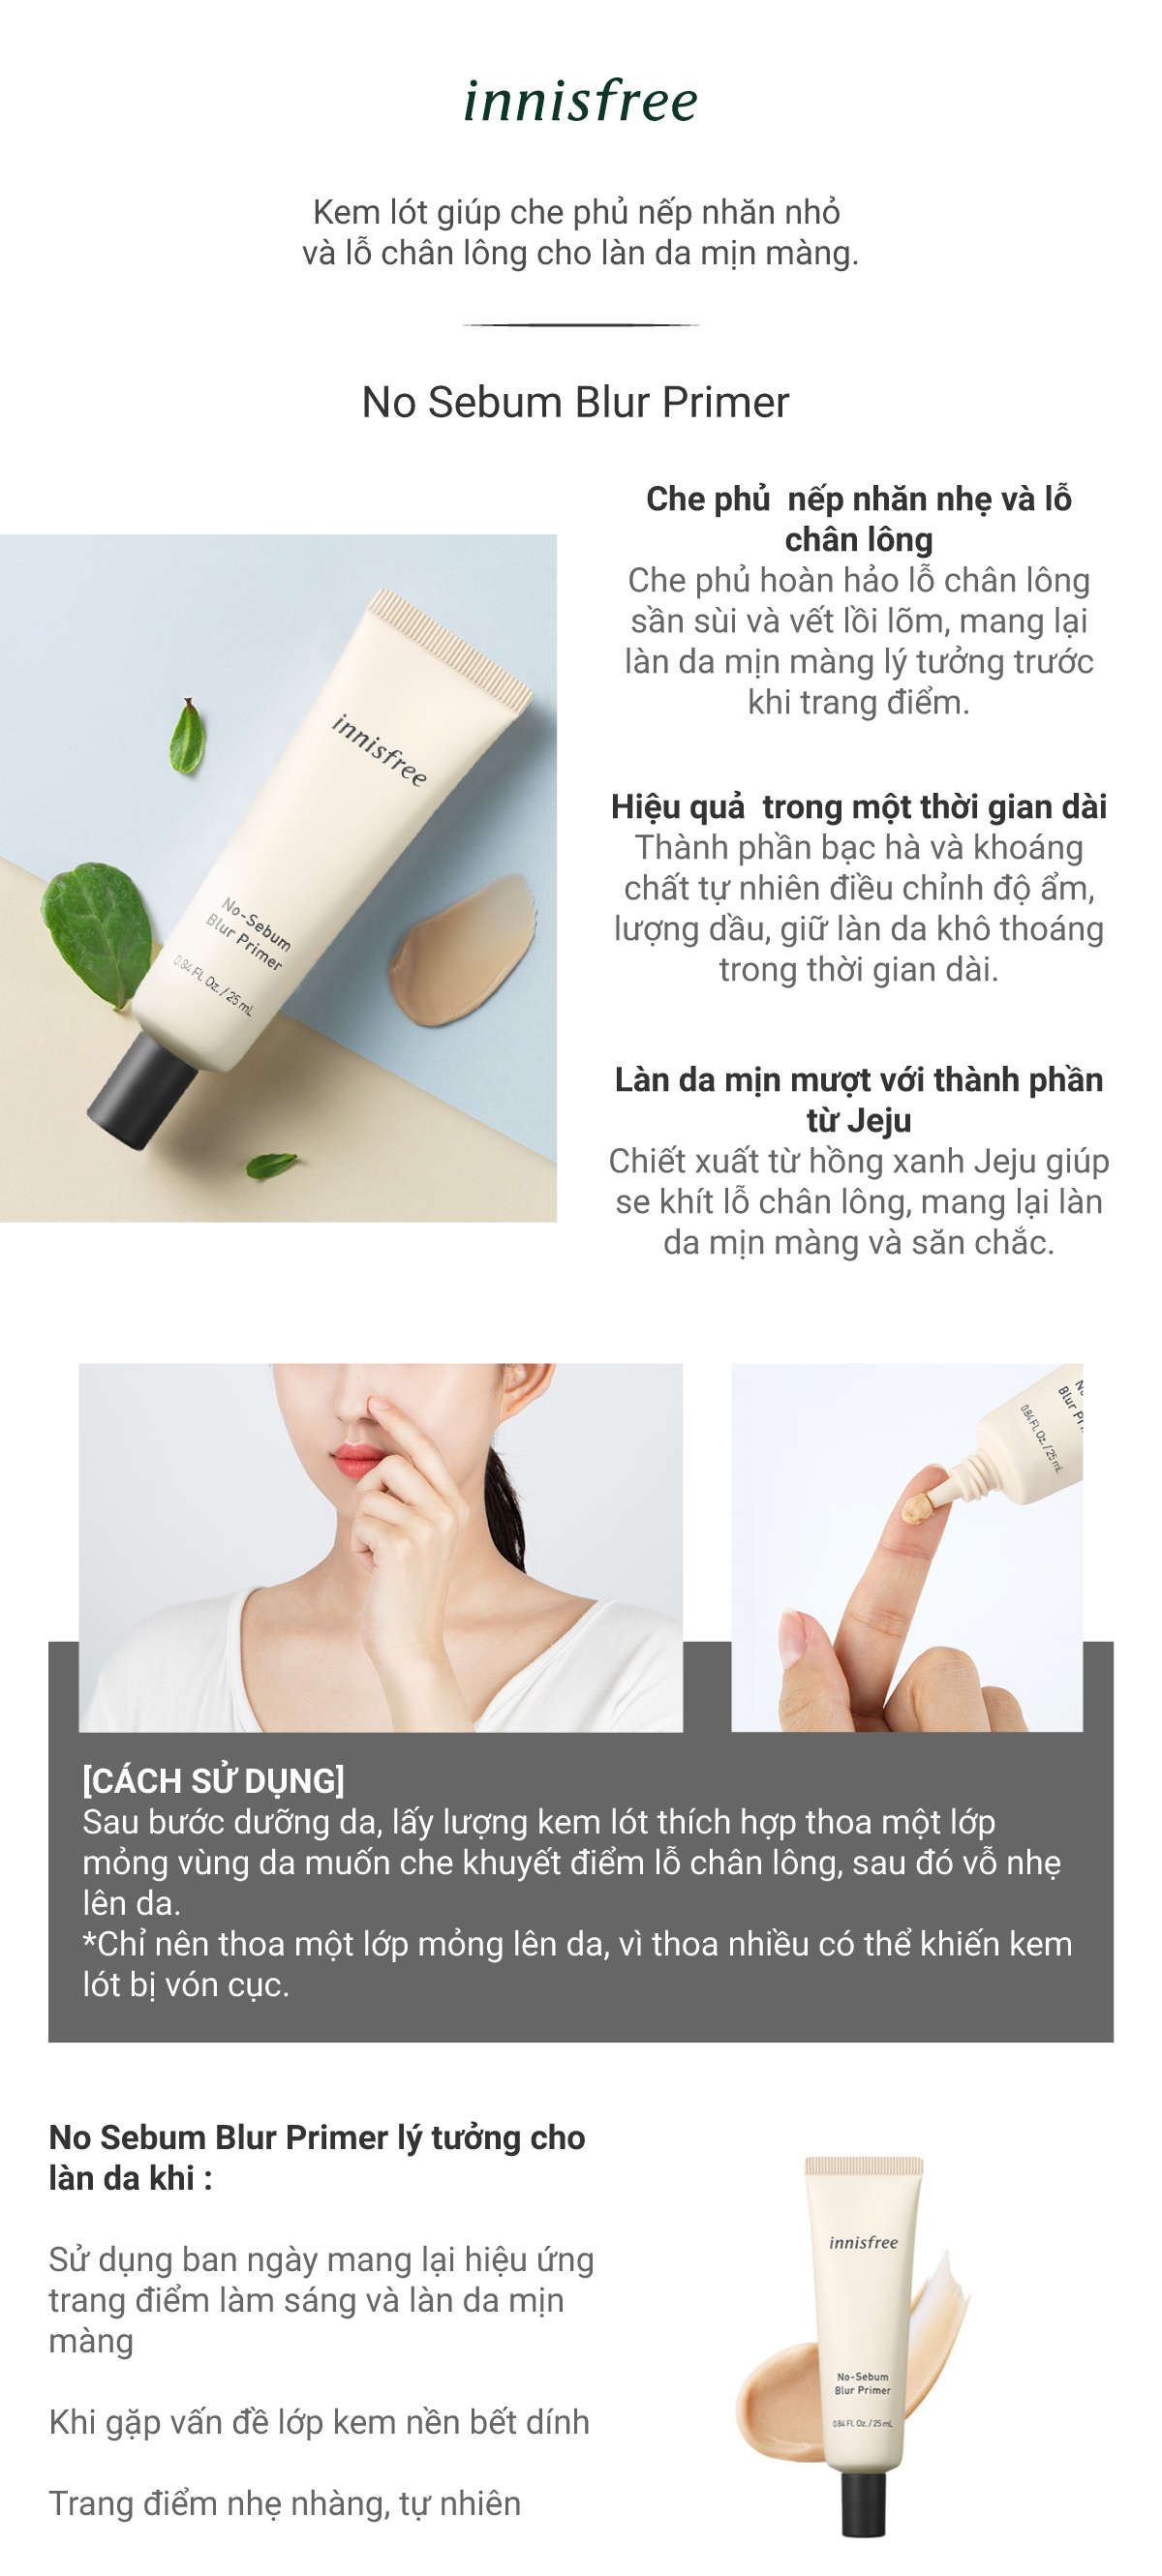 innisfree
Kem lót giúp che phủ nếp nhăn nhỏ
và lỗ chân lông cho làn da mịn màng.
No Sebum Blur Primer
innisfree
No-Sebum
Blur Primer
0.84 FL Oz. / 25 mL
Che phủ  nếp nhăn nhẹ và lỗ
chân lông
Che phủ hoàn hảo lỗ chân lông
sần sùi và vết lồi lõm, mang lại
làn da mịn màng lý tưởng trước
khi trang điểm.
Hiệu quả  trong một thời gian dài
Thành phần bạc hà và khoáng
chất tự nhiên điều chỉnh độ ẩm,
lượng dầu, giữ làn da khô thoáng
trong thời gian dài.
Làn da mịn mượt với thành phần
từ Jeju
Chiết xuất từ hồng xanh Jeju giúp
se khít lỗ chân lông, mang lại làn
da mịn màng và săn chắc.
Blur Pr
0.84 FL Oz. / 25 mL
[CÁCH SỬ DỤNG]
Sau bước dưỡng da, lấy lượng kem lót thích hợp thoa một lớp
mỏng vùng da muốn che khuyết điểm lỗ chân lông, sau đó vỗ nhẹ
lên da.
*Chỉ nên thoa một lớp mỏng lên da, vì thoa nhiều có thể khiến kem
lót bị vón cục.
No Sebum Blur Primer lý tưởng cho
làn da khi :
Sử dụng ban ngày mang lại hiệu ứng
trang điểm làm sáng và làn da mịn
màng
Khi gặp vấn đề lớp kem nền bết dính
Trang điểm nhẹ nhàng, tự nhiên
innisfree
No-Sebum
Blur Primer
0.84 FL Oz. / 25 mL